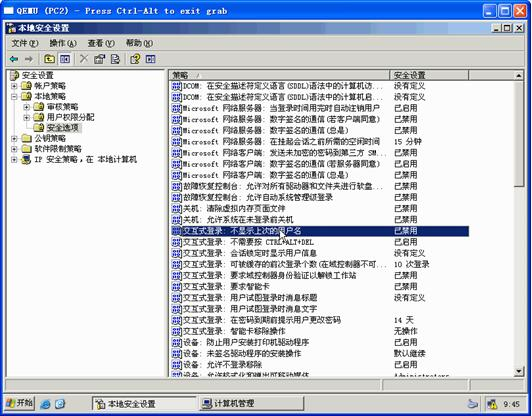 QEMU (PC2) - Press Ctrl-Alt to exit grab
本地安全设置
文件(F) 操作(A) 查看(V) 帮助(H)
安全设置
帐户策略
本地策略
审核策略
用户权限分配
安全选项
公钥策略
软件限制策略
IP 安全策略，在 本地计算机
策略 安全设置
DCOM: 在安全描述符定义语言(SDDL)语法中的计算机访... 没有定义
DCOM: 在安全描述符定义语言(SDDL)语法中的计算机启... 没有定义
Microsoft 网络服务器: 当登录时间用完时自动注销用户 已启用
Microsoft 网络服务器: 数字签名的通信(若客户端同意) 已禁用
Microsoft 网络服务器: 数字签名的通信(总是) 已禁用
Microsoft 网络服务器: 在挂起会话之前所需的空闲时间 15 分钟
Microsoft 网络客户端: 发送未加密的密码到第三方 SM... 已禁用
Microsoft 网络客户端: 数字签名的通信(若服务器同意) 已启用
Microsoft 网络客户端: 数字签名的通信(总是) 已禁用
故障恢复控制台: 允许对所有驱动器和文件夹进行软盘... 已禁用
故障恢复控制台: 允许自动系统管理级登录 已禁用
关机: 清除虚拟内存页面文件 已禁用
关机: 允许系统在未登录前关机 已禁用
交互式登录: 不显示上次的用户名 已禁用
交互式登录: 不需要按 CTRL+ALT+DEL 已启用
交互式登录: 会话锁定时显示用户信息 没有定义
交互式登录: 可被缓存的前次登录个数(在域控制器不可... 10 次登录
交互式登录: 要求域控制器身份验证以解锁工作站 已禁用
交互式登录: 要求智能卡 已禁用
交互式登录: 用户试图登录时消息标题 没有定义
交互式登录: 用户试图登录时消息文字
交互式登录: 在密码到期前提示用户更改密码 14 天
交互式登录: 智能卡移除操作 无操作
设备: 防止用户安装打印机驱动程序 已启用
设备: 未签名驱动程序的安装操作 默认继续
设备: 允许不登录移除 已启用
设备: 允许格式化和弹出可移动媒体 Administrators
开始 本地安全设置 计算机管理 9:45